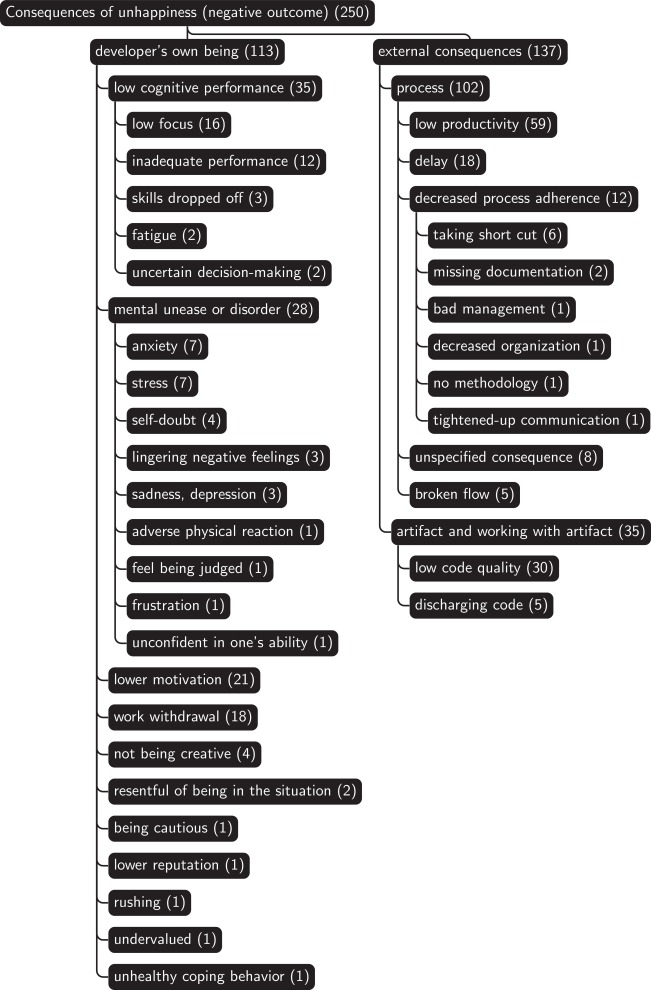 Consequences of unhappiness (negative outcome) (250)
developer's own being (113)
low cognitive performance (35)
low focus (16)
inadequate performance (12)
skills dropped off (3)
fatigue (2)
uncertain decision-making (2)
mental unease or disorder (28)
anxiety (7)
stress (7)
self-doubt (4)
lingering negative feelings (3)
sadness, depression (3)
adverse physical reaction (1)
feel being judged (1)
frustration (1)
unconfident in one's ability (1)
lower motivation (21)
work withdrawal (18)
not being creative (4)
resentful of being in the situation (2)
being cautious (1)
lower reputation (1)
rushing (1)
undervalued (1)
unhealthy coping behavior (1)
external consequences (137)
process (102)
low productivity (59)
delay (18)
decreased process adherence (12)
taking short cut (6)
missing documentation (2)
bad management (1)
decreased organization (1)
no methodology (1)
tightened-up communication (1)
unspecified consequence (8)
broken flow (5)
artifact and working with artifact (35)
low code quality (30)
discharging code (5)